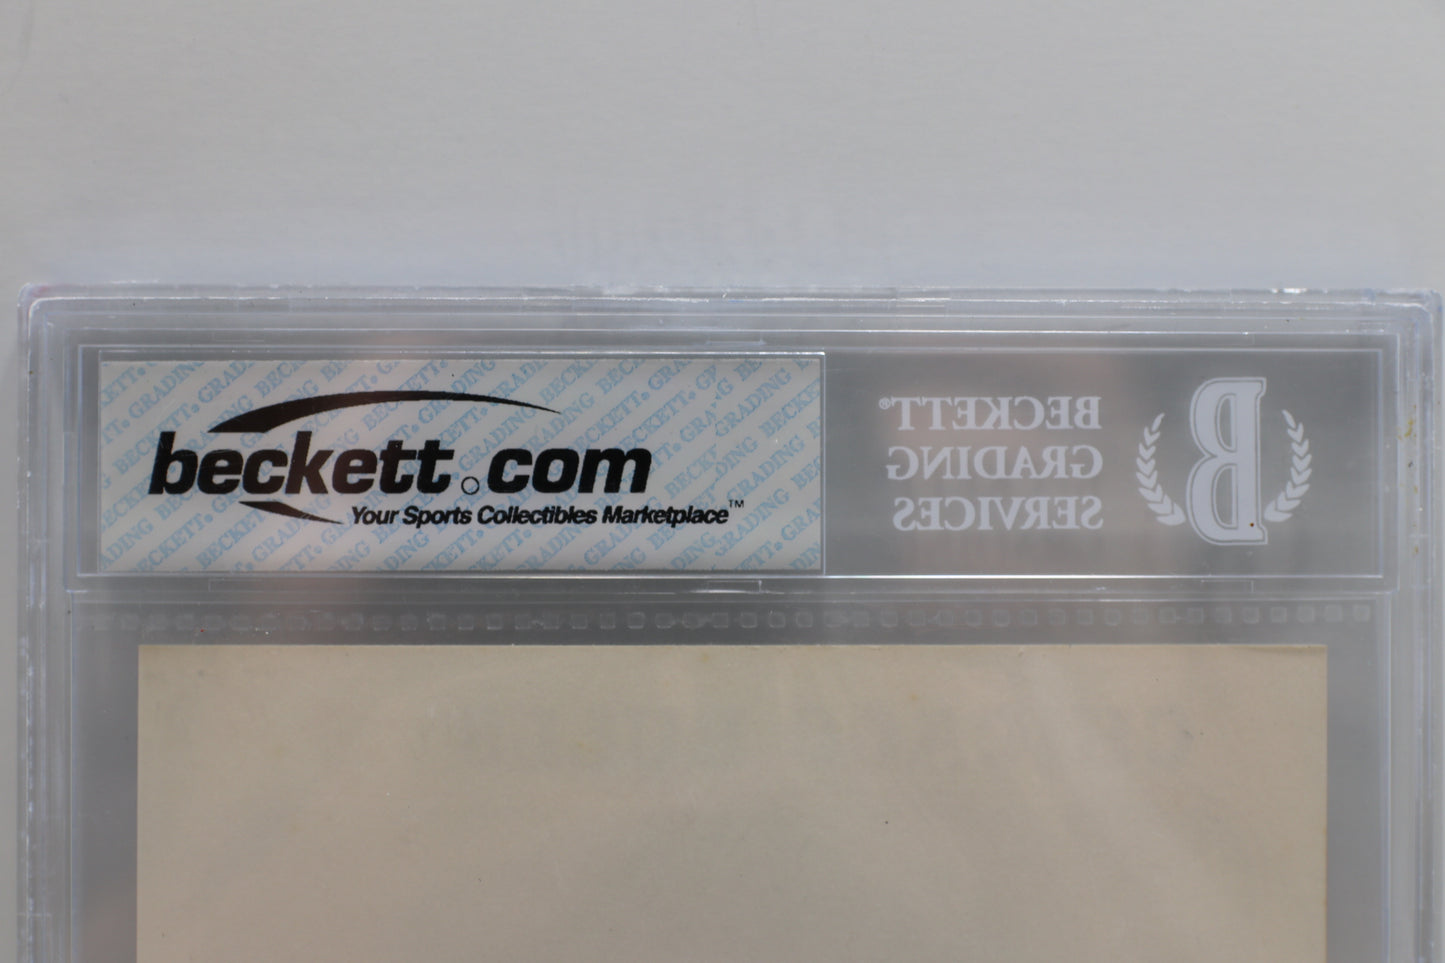 beckett.com
Your Sports Collectibles Marketplace™
BECKETT®
GRADING
SERVICES
B